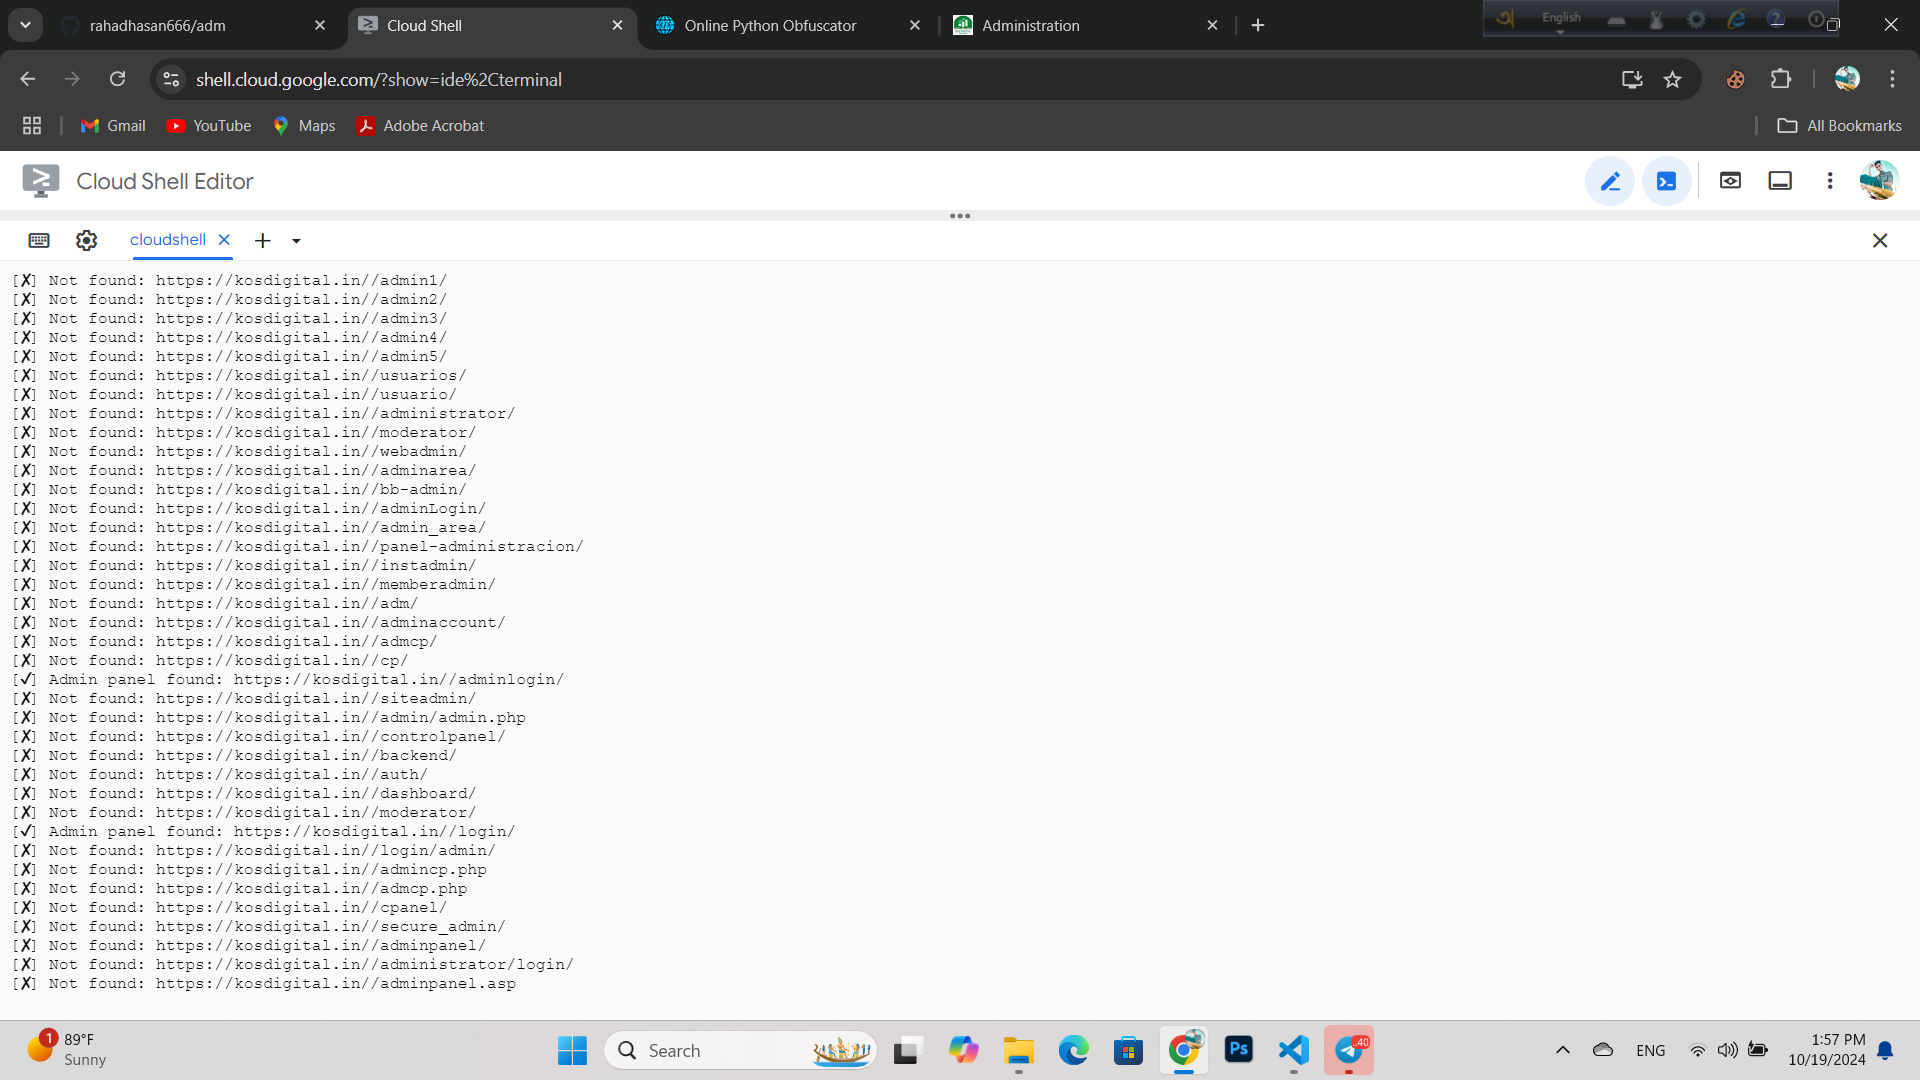 rahadhasan666/adm
Cloud Shell
Online Python Obfuscator
Administration
English
shell.cloud.google.com/?show=ide%2Cterminal
Gmail
YouTube
Maps
Adobe Acrobat
All Bookmarks
Cloud Shell Editor
cloudshell
[✗] Not found: https://kosdigital.in//admin1/
[✗] Not found: https://kosdigital.in//admin2/
[✗] Not found: https://kosdigital.in//admin3/
[✗] Not found: https://kosdigital.in//admin4/
[✗] Not found: https://kosdigital.in//admin5/
[✗] Not found: https://kosdigital.in//usuarios/
[✗] Not found: https://kosdigital.in//usuario/
[✗] Not found: https://kosdigital.in//administrator/
[✗] Not found: https://kosdigital.in//moderator/
[✗] Not found: https://kosdigital.in//webadmin/
[✗] Not found: https://kosdigital.in//adminarea/
[✗] Not found: https://kosdigital.in//bb-admin/
[✗] Not found: https://kosdigital.in//adminLogin/
[✗] Not found: https://kosdigital.in//admin_area/
[✗] Not found: https://kosdigital.in//panel-administracion/
[✗] Not found: https://kosdigital.in//instadmin/
[✗] Not found: https://kosdigital.in//memberadmin/
[✗] Not found: https://kosdigital.in//adm/
[✗] Not found: https://kosdigital.in//adminaccount/
[✗] Not found: https://kosdigital.in//admcp/
[✗] Not found: https://kosdigital.in//cp/
[✓] Admin panel found: https://kosdigital.in//adminlogin/
[✗] Not found: https://kosdigital.in//siteadmin/
[✗] Not found: https://kosdigital.in//admin/admin.php
[✗] Not found: https://kosdigital.in//controlpanel/
[✗] Not found: https://kosdigital.in//backend/
[✗] Not found: https://kosdigital.in//auth/
[✗] Not found: https://kosdigital.in//dashboard/
[✗] Not found: https://kosdigital.in//moderator/
[✓] Admin panel found: https://kosdigital.in//login/
[✗] Not found: https://kosdigital.in//login/admin/
[✗] Not found: https://kosdigital.in//admincp.php
[✗] Not found: https://kosdigital.in//admcp.php
[✗] Not found: https://kosdigital.in//cpanel/
[✗] Not found: https://kosdigital.in//secure_admin/
[✗] Not found: https://kosdigital.in//adminpanel/
[✗] Not found: https://kosdigital.in//administrator/login/
[✗] Not found: https://kosdigital.in//adminpanel.asp
1
89°F
Sunny
Search
Ps
.40
ENG
1:57 PM
10/19/2024